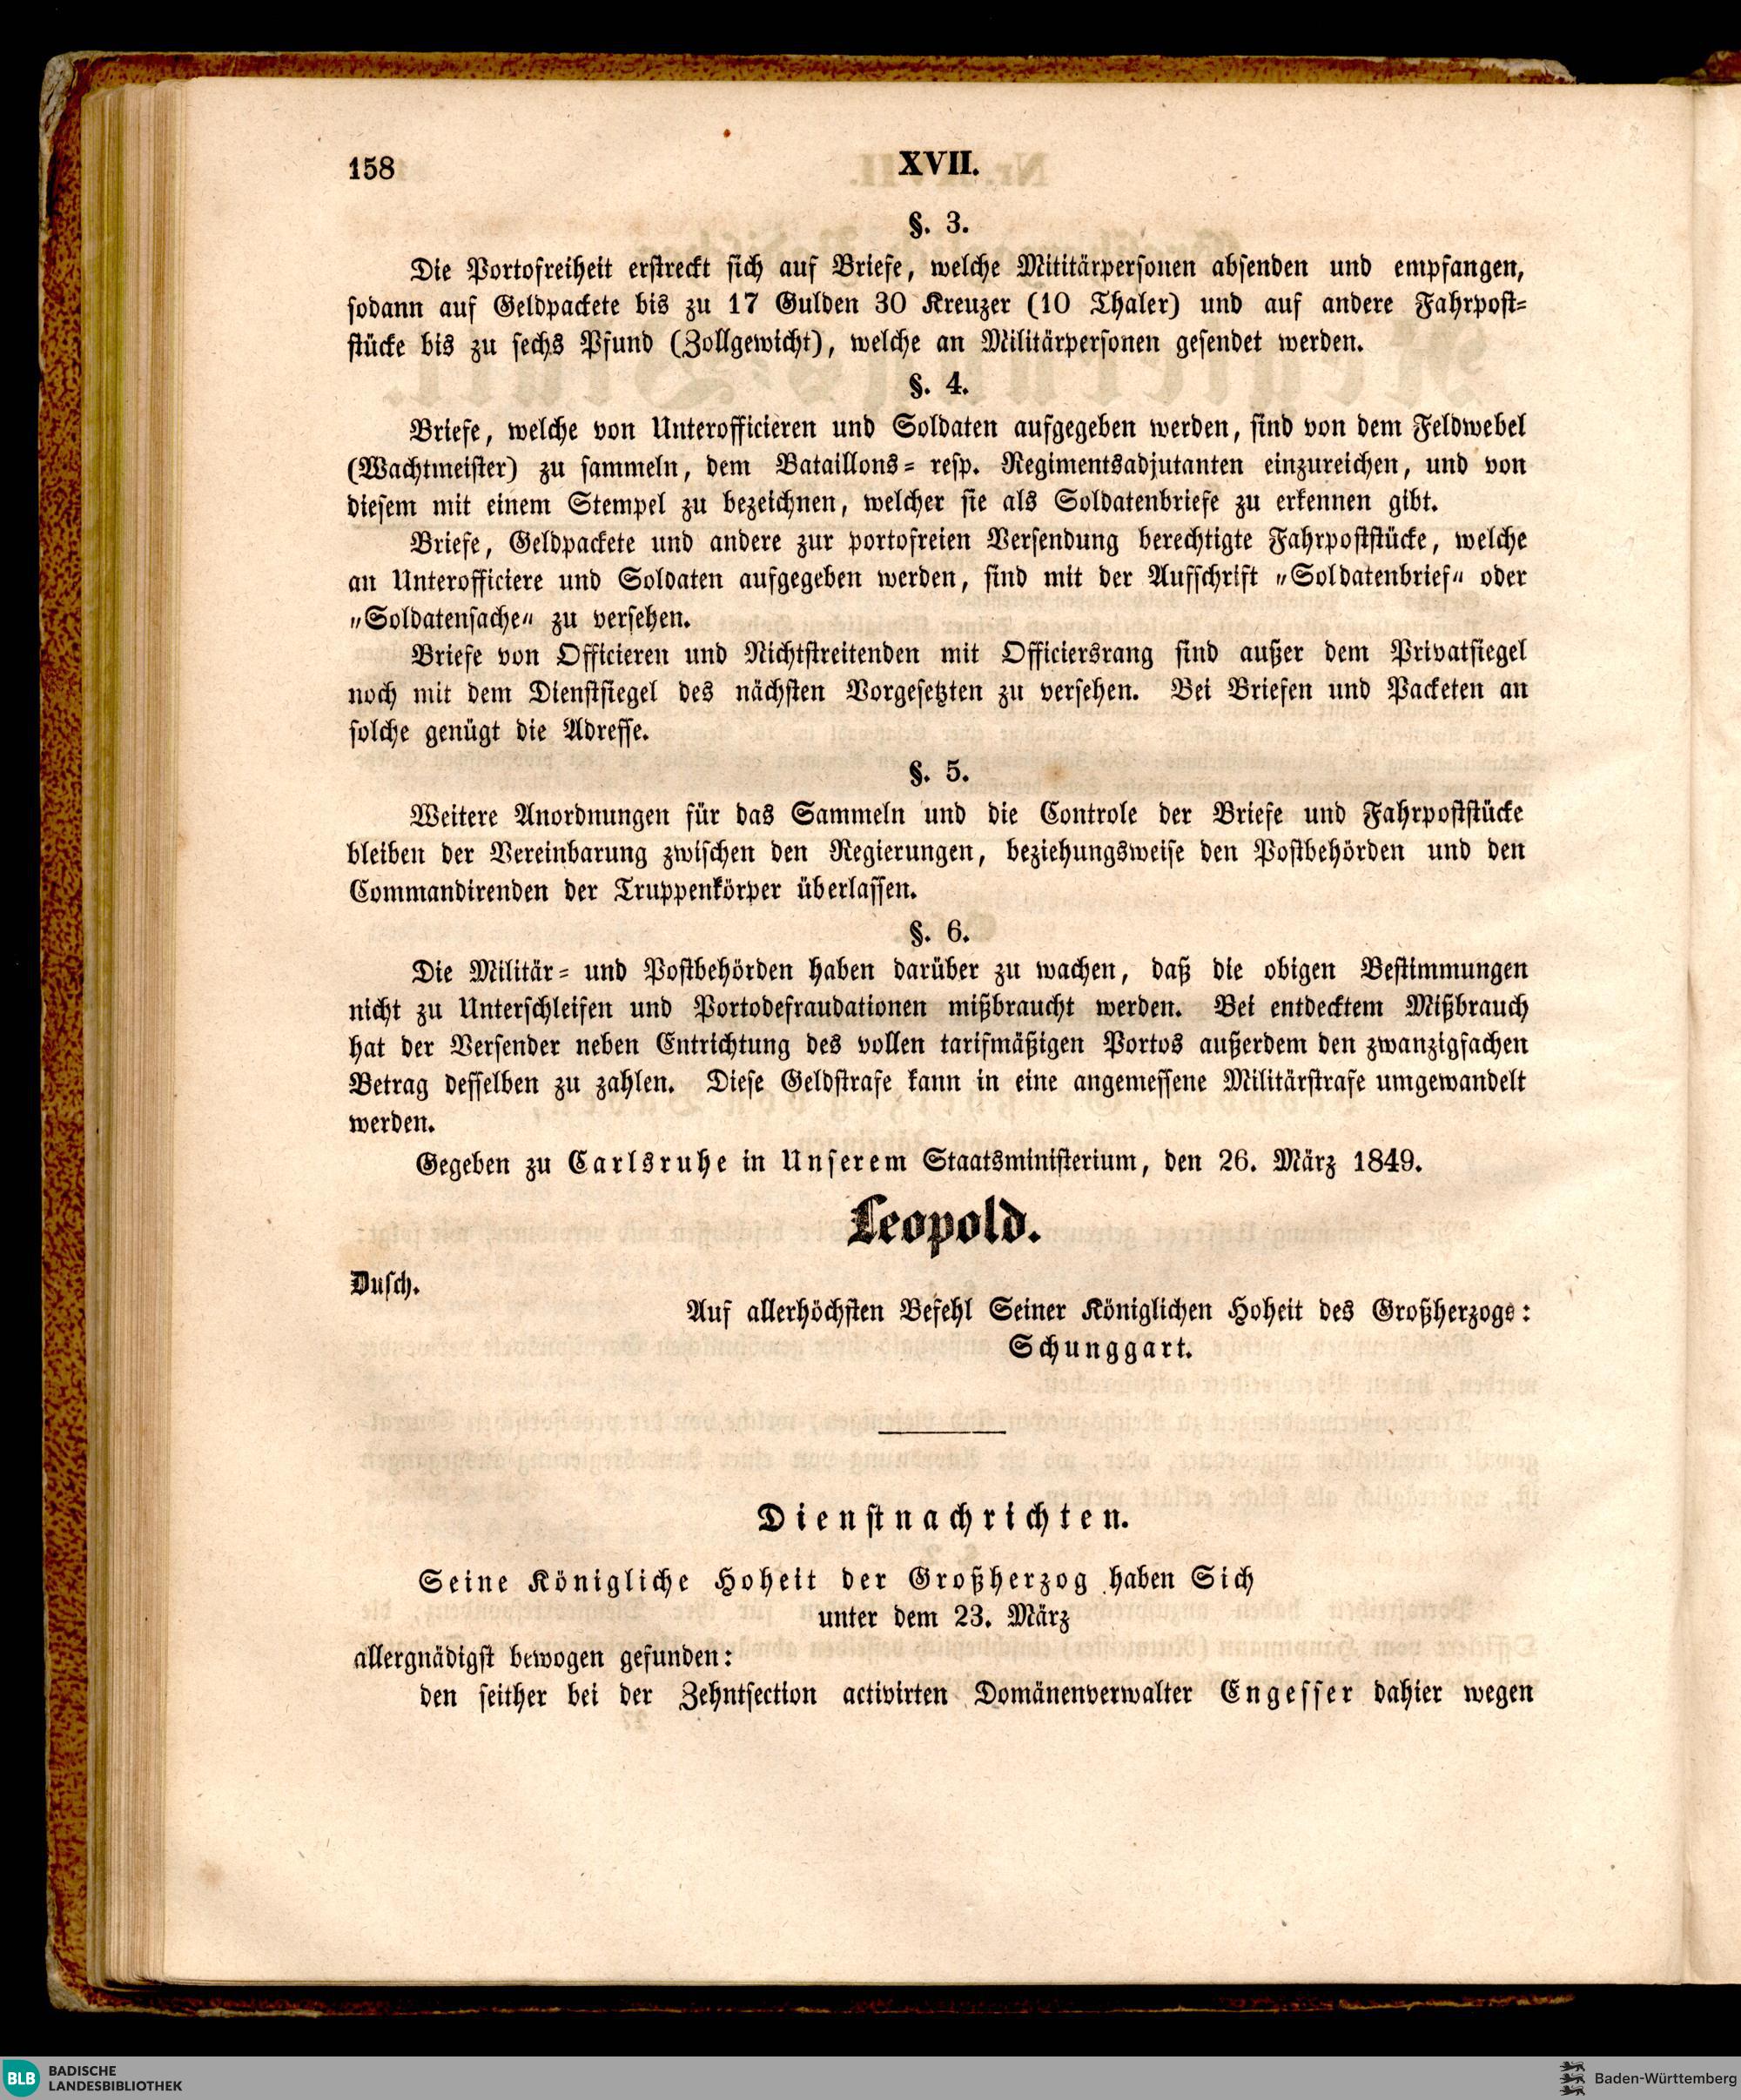 158
XVII.
§. 3.
Die Portofreiheit erstreckt sich auf Briefe, welche Mititärpersonen absenden und empfangen,
sodann auf Geldpackete bis zu 17 Gulden 30 Kreuzer (10 Thaler) und auf andere Fahrpost=
stücke bis zu sechs Pfund (Zollgewicht), welche an Militärpersonen gesendet werden.
§. 4.
Briefe, welche von Unterofficieren und Soldaten aufgegeben werden, sind von dem Feldwebel
(Wachtmeister) zu sammeln, dem Bataillons= resp. Regimentsadjutanten einzureichen, und von
diesem mit einem Stempel zu bezeichnen, welcher sie als Soldatenbriefe zu erkennen gibt.
Briefe, Geldpackete und andere zur portofreien Versendung berechtigte Fahrpoststücke, welche
an Unterofficiere und Soldaten aufgegeben werden, sind mit der Aufschrift „Soldatenbrief“ oder
„Soldatensache“ zu versehen.
Briefe von Officieren und Nichtstreitenden mit Officiersrang sind außer dem Privatsiegel
noch mit dem Dienstsiegel des nächsten Vorgesetzten zu versehen. Bei Briefen und Packeten an
solche genügt die Adresse.
§. 5.
Weitere Anordnungen für das Sammeln und die Controle der Briefe und Fahrpoststücke
bleiben der Vereinbarung zwischen den Regierungen, beziehungsweise den Postbehörden und den
Commandirenden der Truppenkörper überlassen.
§. 6.
Die Militär= und Postbehörden haben darüber zu wachen, daß die obigen Bestimmungen
nicht zu Unterschleifen und Portodefraudationen mißbraucht werden. Bei entdecktem Mißbrauch
hat der Versender neben Entrichtung des vollen tarifmäßigen Portos außerdem den zwanzigfachen
Betrag desselben zu zahlen. Diese Geldstrafe kann in eine angemessene Militärstrafe umgewandelt
werden.
Gegeben zu Carlsruhe in Unserem Staatsministerium, den 26. März 1849.
Leopold.
Dusch.
Auf allerhöchsten Befehl Seiner Königlichen Hoheit des Großherzogs:
Schunggart.
Dienstnachrichten.
Seine Königliche Hoheit der Großherzog haben Sich
unter dem 23. März
allergnädigst bewogen gefunden:
den seither bei der Zehntsection activirten Domänenverwalter Engesser dahier wegen
BLB BADISCHE
LANDESBIBLIOTHEK
Baden-Württemberg